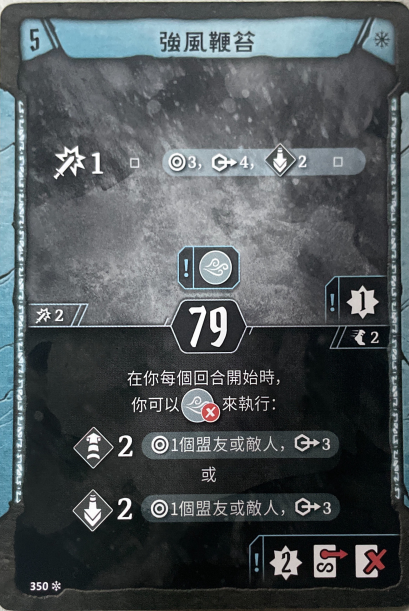 5 強風鞭笞
1 3, 4, 2
!
! 1
2 79 2
在你每個回合開始時,
你可以 來執行:
2 1個盟友或敵人, 3
或
2 1個盟友或敵人, 3
! 2
350